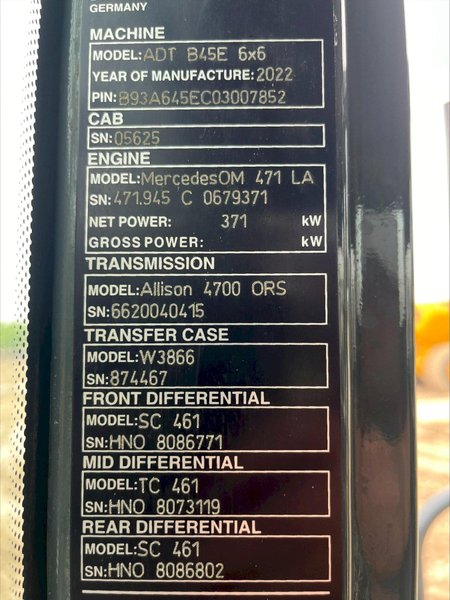 GERMANY
MACHINE
MODEL: ADT B45E 6x6
YEAR OF MANUFACTURE: 2022
PIN: B93A645EC03007852
CAB
SN: 05625
ENGINE
MODEL: MercedesOM 471 LA
SN: 471.945 C 0679371
NET POWER: 371 kW
GROSS POWER: kW
TRANSMISSION
MODEL: Allison 4700 ORS
SN: 6620040415
TRANSFER CASE
MODEL: W3866
SN: 874467
FRONT DIFFERENTIAL
MODEL: SC 461
SN: HNO 8086771
MID DIFFERENTIAL
MODEL: TC 461
SN: HNO 8073119
REAR DIFFERENTIAL
MODEL: SC 461
SN: HNO 8086802